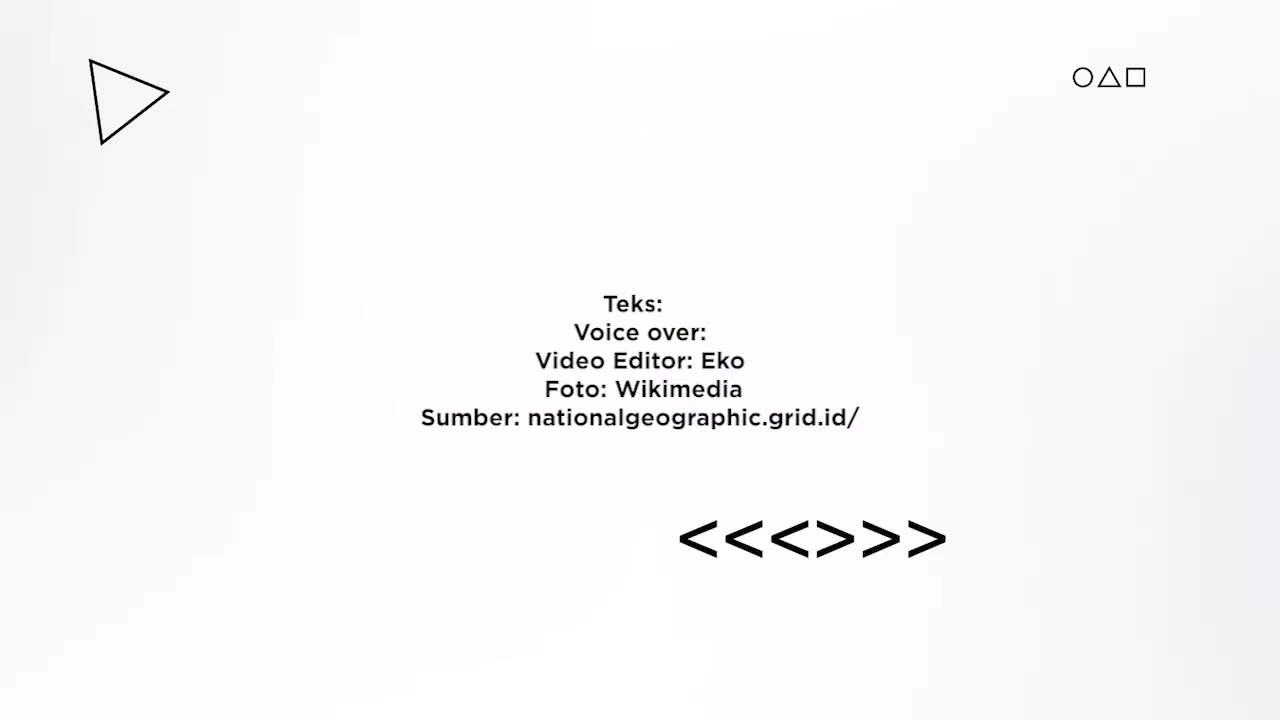 Teks:
Voice over:
Video Editor: Eko
Foto: Wikimedia
Sumber: nationalgeographic.grid.id/
<<<>>>